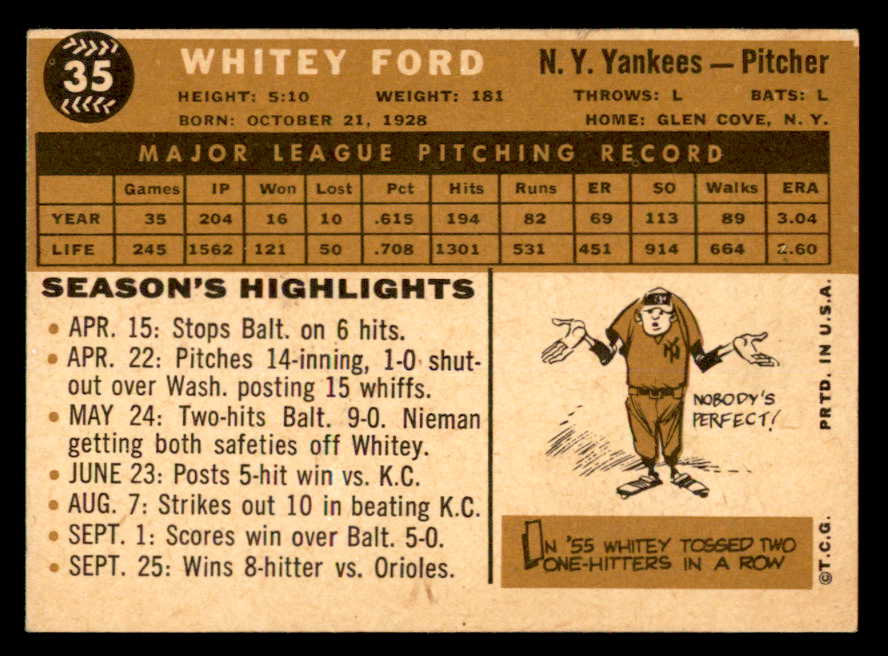 35
WHITEY FORD
N. Y. Yankees — Pitcher
HEIGHT: 5:10 WEIGHT: 181 THROWS: L BATS: L
BORN: OCTOBER 21, 1928 HOME: GLEN COVE, N. Y.
MAJOR LEAGUE PITCHING RECORD
Games IP Won Lost Pct Hits Runs ER SO Walks ERA
YEAR 35 204 16 10 .615 194 82 69 113 89 3.04
LIFE 245 1562 121 50 .708 1301 531 451 914 664 2.60
SEASON'S HIGHLIGHTS
• APR. 15: Stops Balt. on 6 hits.
• APR. 22: Pitches 14-inning, 1-0 shut-
out over Wash. posting 15 whiffs.
• MAY 24: Two-hits Balt. 9-0. Nieman
getting both safeties off Whitey.
• JUNE 23: Posts 5-hit win vs. K.C.
• AUG. 7: Strikes out 10 in beating K.C.
• SEPT. 1: Scores win over Balt. 5-0.
• SEPT. 25: Wins 8-hitter vs. Orioles.
NY
NOBODY'S
PERFECT!
IN '55 WHITEY TOSSED TWO
ONE-HITTERS IN A ROW
©T.C.G. PRTD. IN U.S.A.